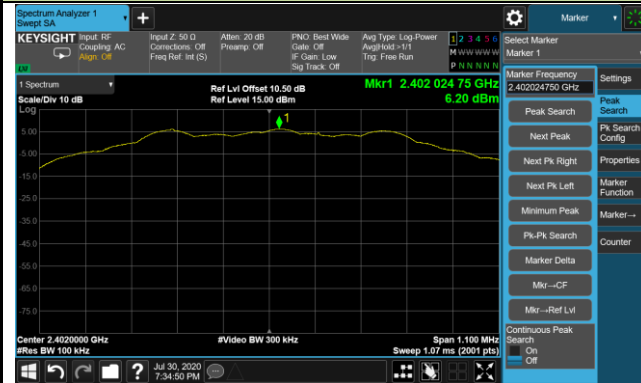 Spectrum Analyzer 1
Swept SA
Marker
KEYSIGHT
Input: RF
Coupling: AC
Align: Off
Input Z: 50 Ω
Corrections: Off
Freq Ref: Int (S)
Atten: 20 dB
Preamp: Off
PNO: Best Wide
Gate: Off
IF Gain: Low
Sig Track: Off
Avg Type: Log-Power
Avg|Hold:>1/1
Trig: Free Run
1 2 3 4 5 6
M W W W W W
P N N N N N
Select Marker
Marker 1
1 Spectrum
Scale/Div 10 dB
Log
Ref Lvl Offset 10.50 dB
Ref Level 15.00 dBm
Mkr1 2.402 024 75 GHz
6.20 dBm
1
5.00
-5.00
-15.0
-25.0
-35.0
-45.0
-55.0
-65.0
-75.0
Center 2.4020000 GHz
#Res BW 100 kHz
#Video BW 300 kHz
Span 1.100 MHz
Sweep 1.07 ms (2001 pts)
Marker Frequency
2.402024750 GHz
Peak Search
Next Peak
Next Pk Right
Next Pk Left
Minimum Peak
Pk-Pk Search
Marker Delta
Mkr→CF
Mkr→Ref Lvl
Continuous Peak
Search
On
Off
Settings
Peak
Search
Pk Search
Config
Properties
Marker
Function
Marker→
Counter
Jul 30, 2020
7:34:50 PM